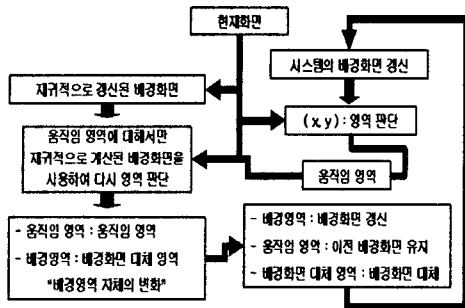 현재화면
시스템의 배경화면 갱신
재귀적으로 갱신된 배경화면
(x,y) : 영역 판단
움직임 영역에 대해서만
재귀적으로 계산된 배경화면을
사용하여 다시 영역 판단
움직임 영역
- 움직임 영역 : 움직임 영역
- 배경영역 : 배경화면 대체 영역
"배경영역 자체의 변화"
- 배경영역 : 배경화면 갱신
- 움직임 영역 : 이전 배경화면 유지
- 배경화면 대체 영역 : 배경화면 대체